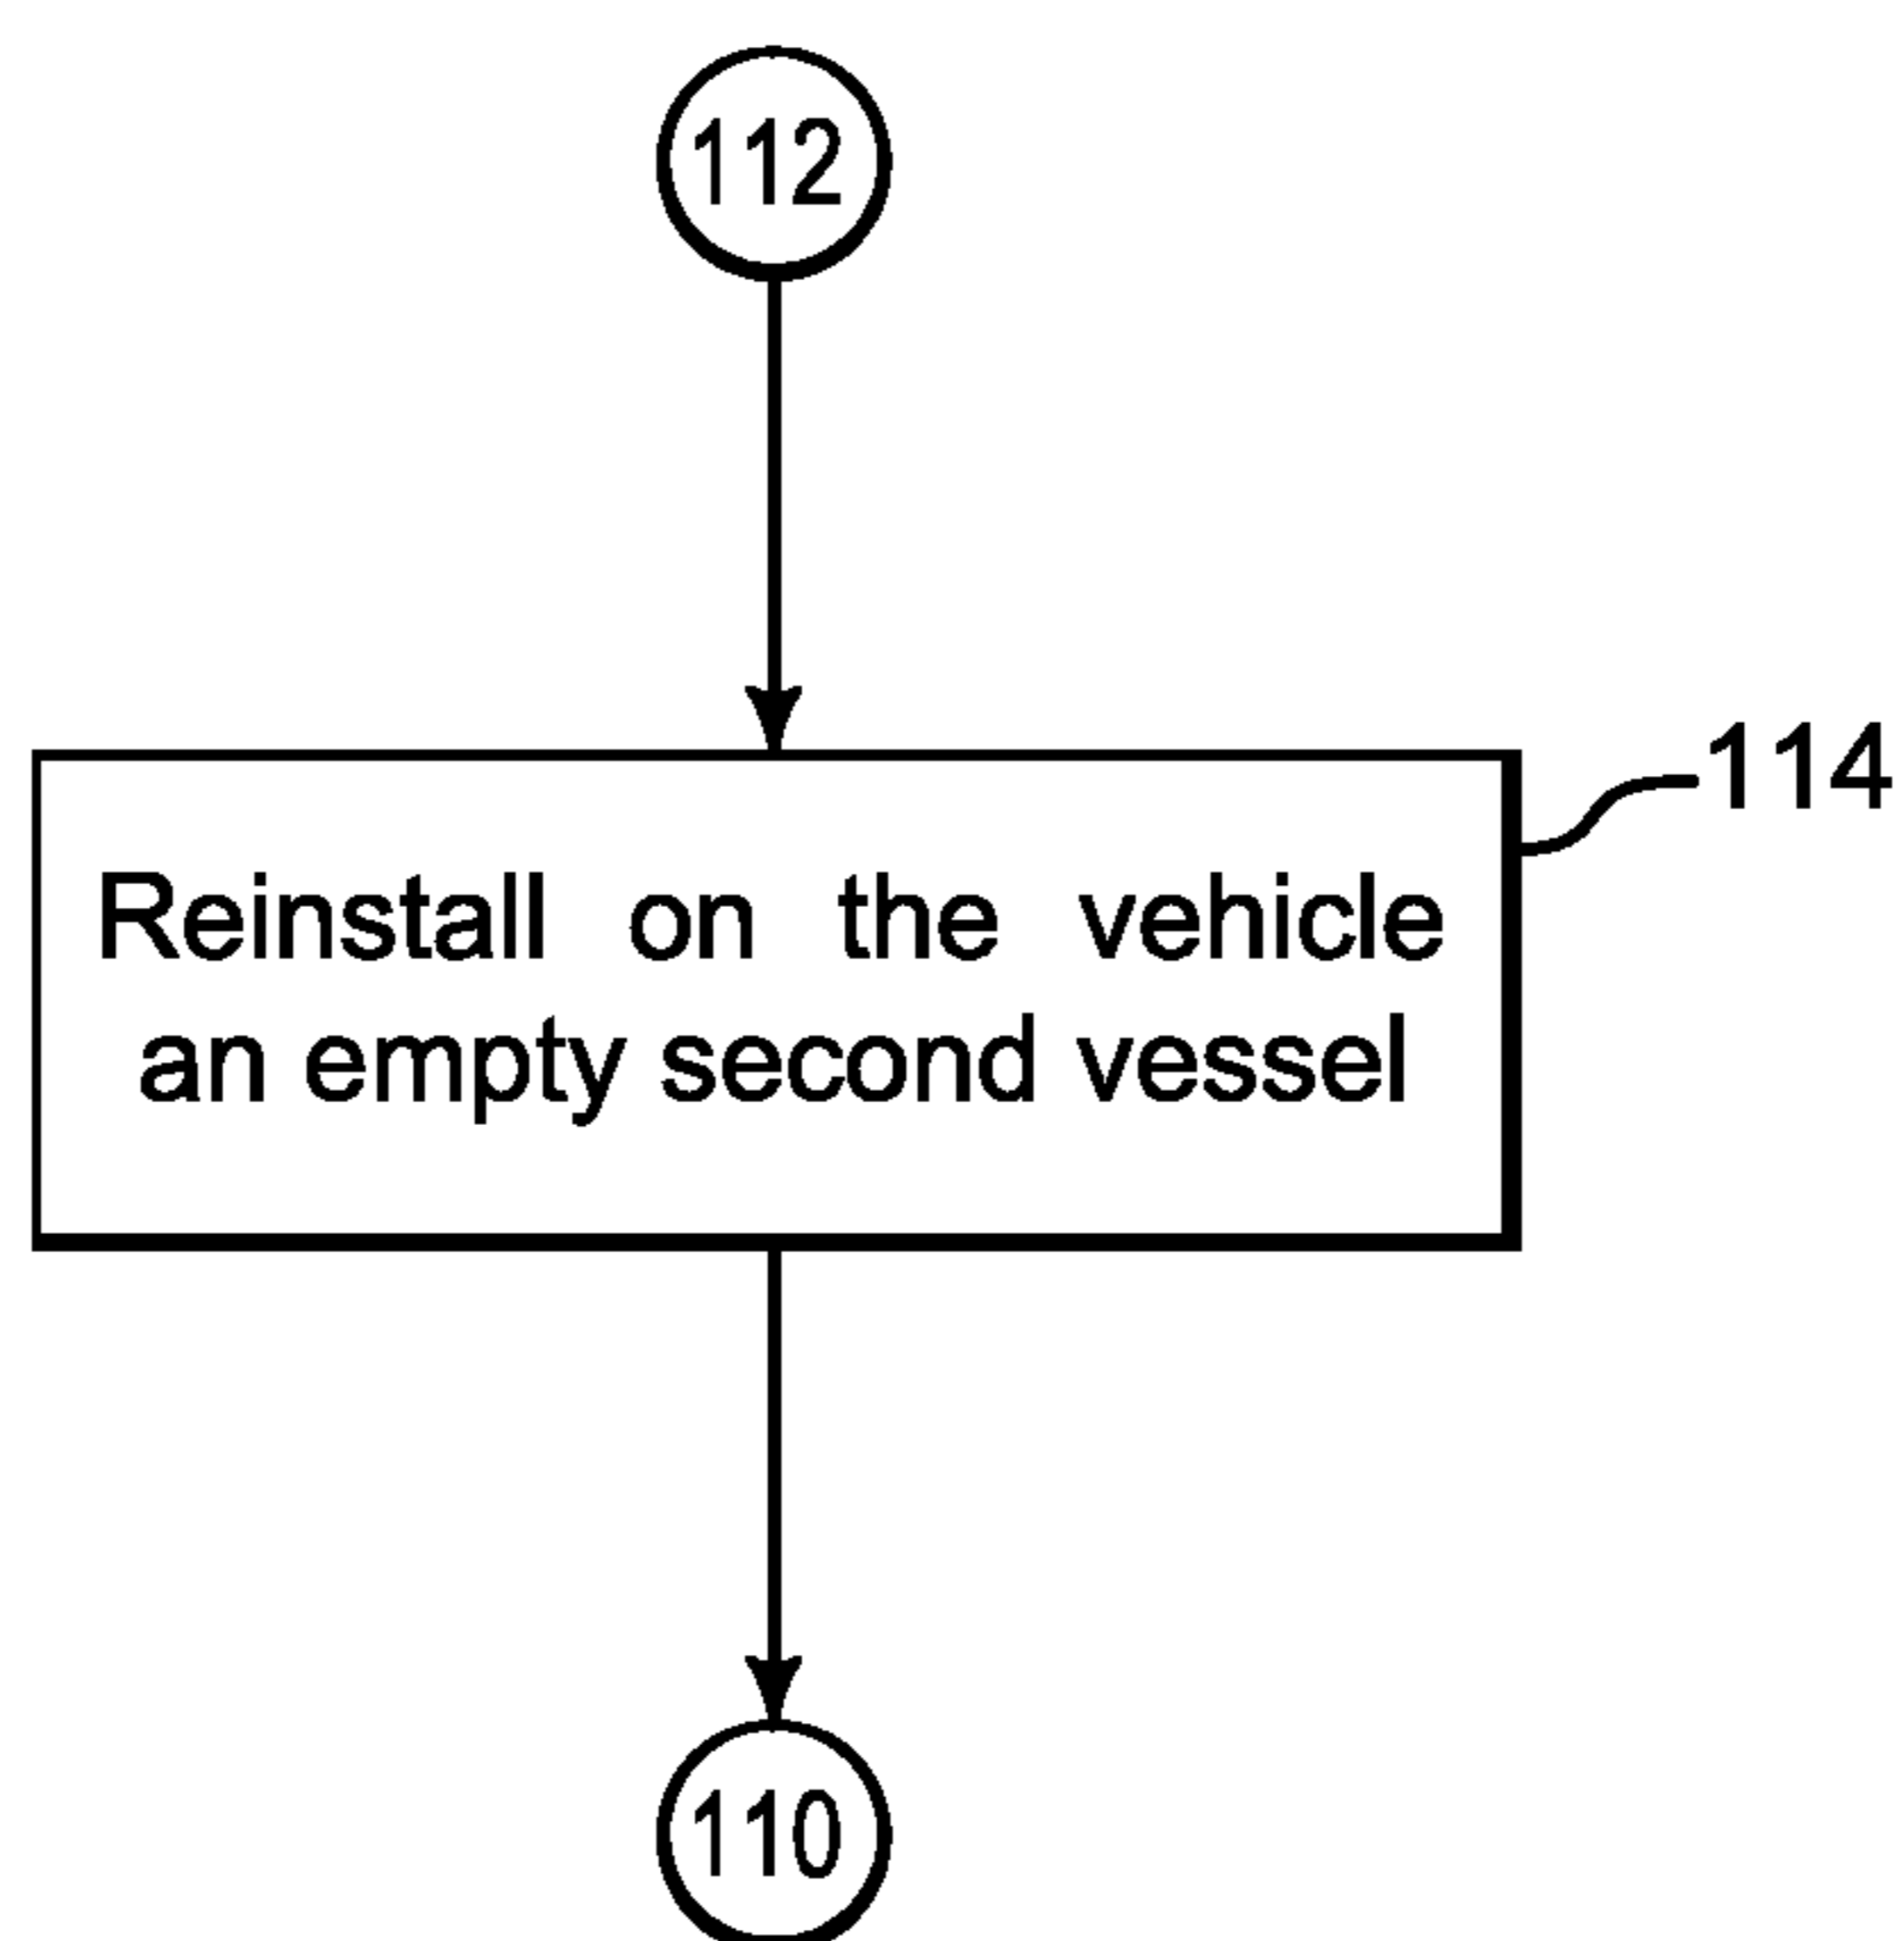 112
114
Reinstall on the vehicle
an empty second vessel
110